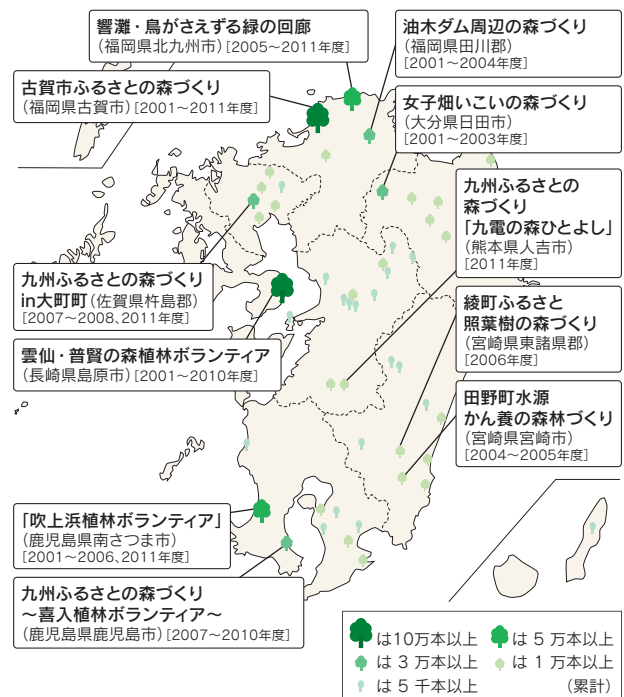 響灘・鳥がさえずる緑の回廊
(福岡県北九州市) [2005〜2011年度]
油木ダム周辺の森づくり
(福岡県田川郡)
[2001〜2004年度]
古賀市ふるさとの森づくり
(福岡県古賀市) [2001〜2011年度]
女子畑いこいの森づくり
(大分県日田市)
[2001〜2003年度]
九州ふるさとの
森づくり
「九電の森ひとよし」
(熊本県人吉市)
[2011年度]
九州ふるさとの森づくり
in大町町(佐賀県杵島郡)
[2007〜2008、2011年度]
綾町ふるさと
照葉樹の森づくり
(宮崎県東諸県郡)
[2006年度]
雲仙・普賢の森植林ボランティア
(長崎県島原市) [2001〜2010年度]
田野町水源
かん養の森林づくり
(宮崎県宮崎市)
[2004〜2005年度]
「吹上浜植林ボランティア」
(鹿児島県南さつま市)
[2001〜2006、2011年度]
九州ふるさとの森づくり
〜喜入植林ボランティア〜
(鹿児島県鹿児島市) [2007〜2010年度]
は10万本以上 は 5 万本以上
は 3 万本以上 は 1 万本以上
は 5 千本以上 (累計)